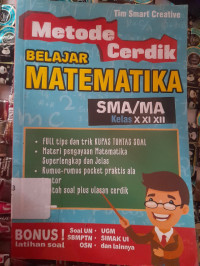 Tim Smart Creative
Metode
Cerdik
BELAJAR
MATEMATIKA
SMA/MA
Kelas X XI XII
FULL tips dan trik KUPAS TUNTAS SOAL
Materi pengayaan Matematika
Superlengkap dan Jelas
Rumus-rumus pocket praktis ala
tor
toh soal plus ulasan cerdik
BONUS!
latihan soal
Soal UN
SBMPTN
OSN
UGM
SIMAK UI
dan lainnya